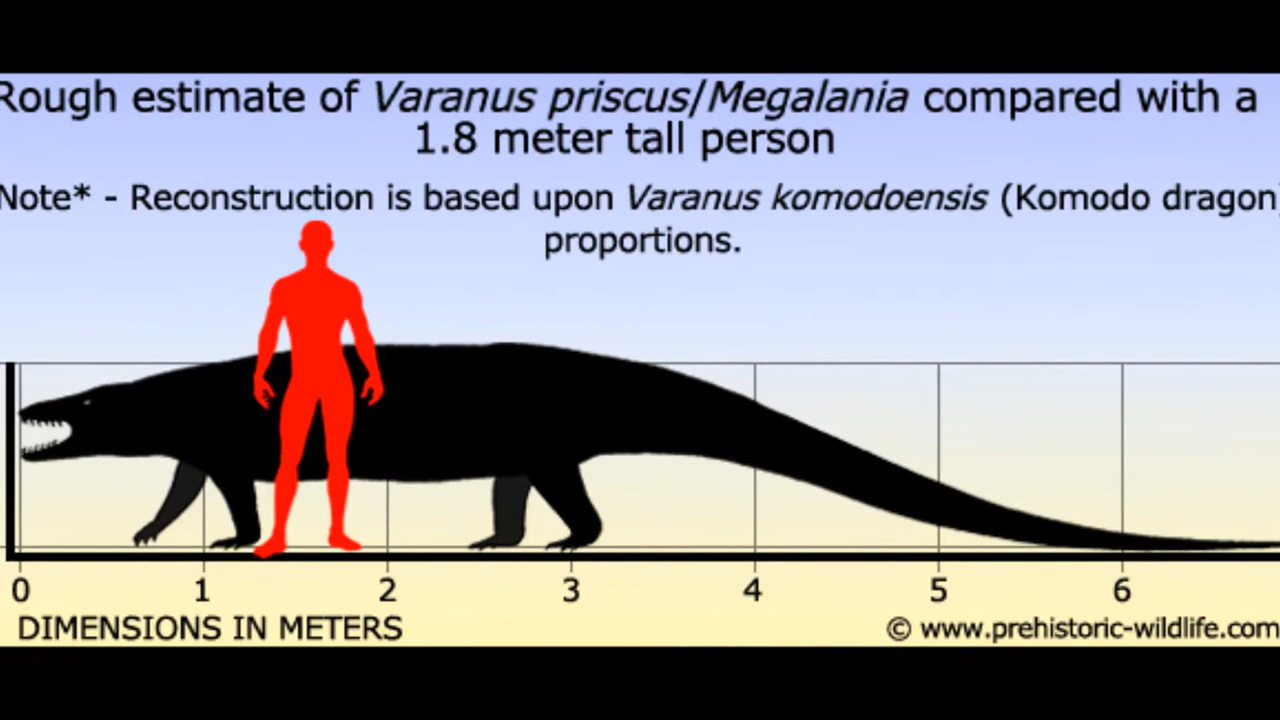 Rough estimate of Varanus priscus/Megalania compared with a
1.8 meter tall person
Note* - Reconstruction is based upon Varanus komodoensis (Komodo dragon)
proportions.
0 1 2 3 4 5 6
DIMENSIONS IN METERS
© www.prehistoric-wildlife.com